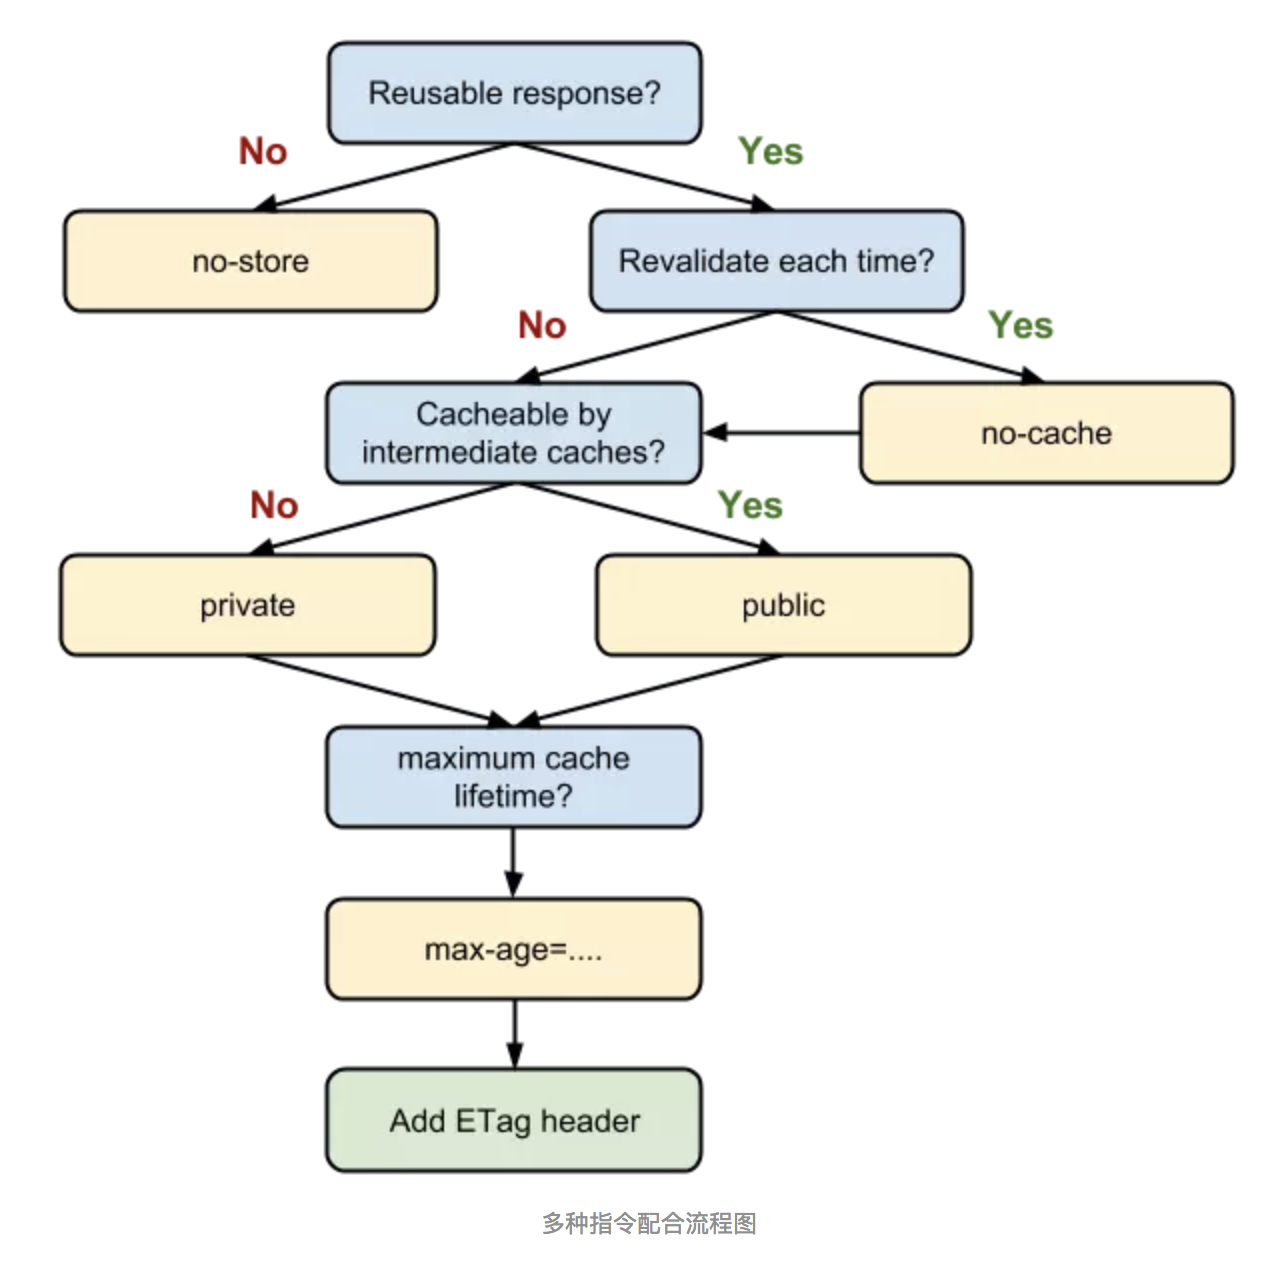 Reusable response?
No
Yes
no-store
Revalidate each time?
No
Yes
Cacheable by
intermediate caches?
no-cache
No
Yes
private
public
maximum cache
lifetime?
max-age=....
Add ETag header
多种指令配合流程图